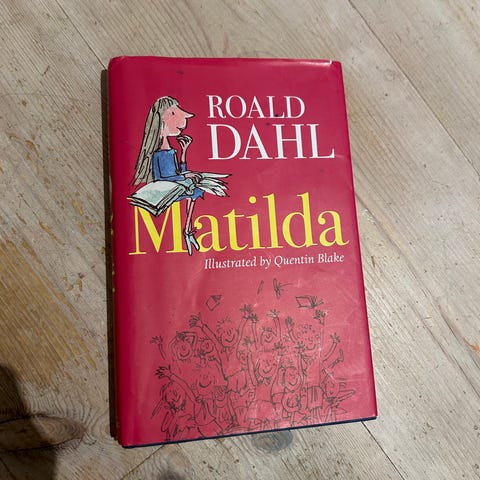 ROALD
DAHL
Matilda
Illustrated by Quentin Blake